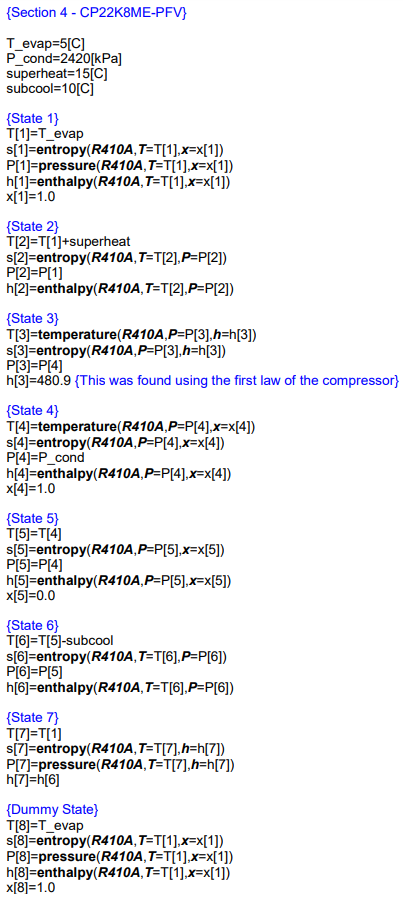 {Section 4 - CP22K8ME-PFV}
T_evap=5[C]
P_cond=2420[kPa]
superheat=15[C]
subcool=10[C]
{State 1}
T[1]=T_evap
s[1]=entropy(R410A,T=T[1],x=x[1])
P[1]=pressure(R410A,T=T[1],x=x[1])
h[1]=enthalpy(R410A,T=T[1],x=x[1])
x[1]=1.0
{State 2}
T[2]=T[1]+superheat
s[2]=entropy(R410A,T=T[2],P=P[2])
P[2]=P[1]
h[2]=enthalpy(R410A,T=T[2],P=P[2])
{State 3}
T[3]=temperature(R410A,P=P[3],h=h[3])
s[3]=entropy(R410A,P=P[3],h=h[3])
P[3]=P[4]
h[3]=480.9 {This was found using the first law of the compressor}
{State 4}
T[4]=temperature(R410A,P=P[4],x=x[4])
s[4]=entropy(R410A,P=P[4],x=x[4])
P[4]=P_cond
h[4]=enthalpy(R410A,P=P[4],x=x[4])
x[4]=1.0
{State 5}
T[5]=T[4]
s[5]=entropy(R410A,P=P[5],x=x[5])
P[5]=P[4]
h[5]=enthalpy(R410A,P=P[5],x=x[5])
x[5]=0.0
{State 6}
T[6]=T[5]-subcool
s[6]=entropy(R410A,T=T[6],P=P[6])
P[6]=P[5]
h[6]=enthalpy(R410A,T=T[6],P=P[6])
{State 7}
T[7]=T[1]
s[7]=entropy(R410A,T=T[7],h=h[7])
P[7]=pressure(R410A,T=T[7],h=h[7])
h[7]=h[6]
{Dummy State}
T[8]=T_evap
s[8]=entropy(R410A,T=T[1],x=x[1])
P[8]=pressure(R410A,T=T[1],x=x[1])
h[8]=enthalpy(R410A,T=T[1],x=x[1])
x[8]=1.0